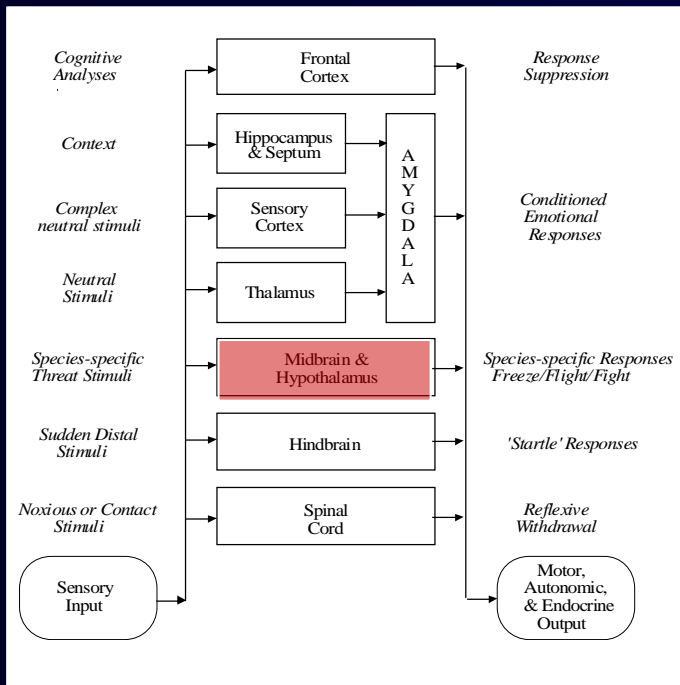 Cognitive
Analyses
.
Frontal
Cortex
Response
Suppression
Context
Hippocampus
& Septum
A
M
Y
G
D
A
L
A
Complex
neutral stimuli
Sensory
Cortex
Conditioned
Emotional
Responses
Neutral
Stimuli
Thalamus
Species-specific
Threat Stimuli
Midbrain &
Hypothalamus
Species-specific Responses
Freeze/Flight/Fight
Sudden Distal
Stimuli
Hindbrain
'Startle' Responses
Noxious or Contact
Stimuli
Spinal
Cord
Reflexive
Withdrawal
Sensory
Input
Motor,
Autonomic,
& Endocrine
Output